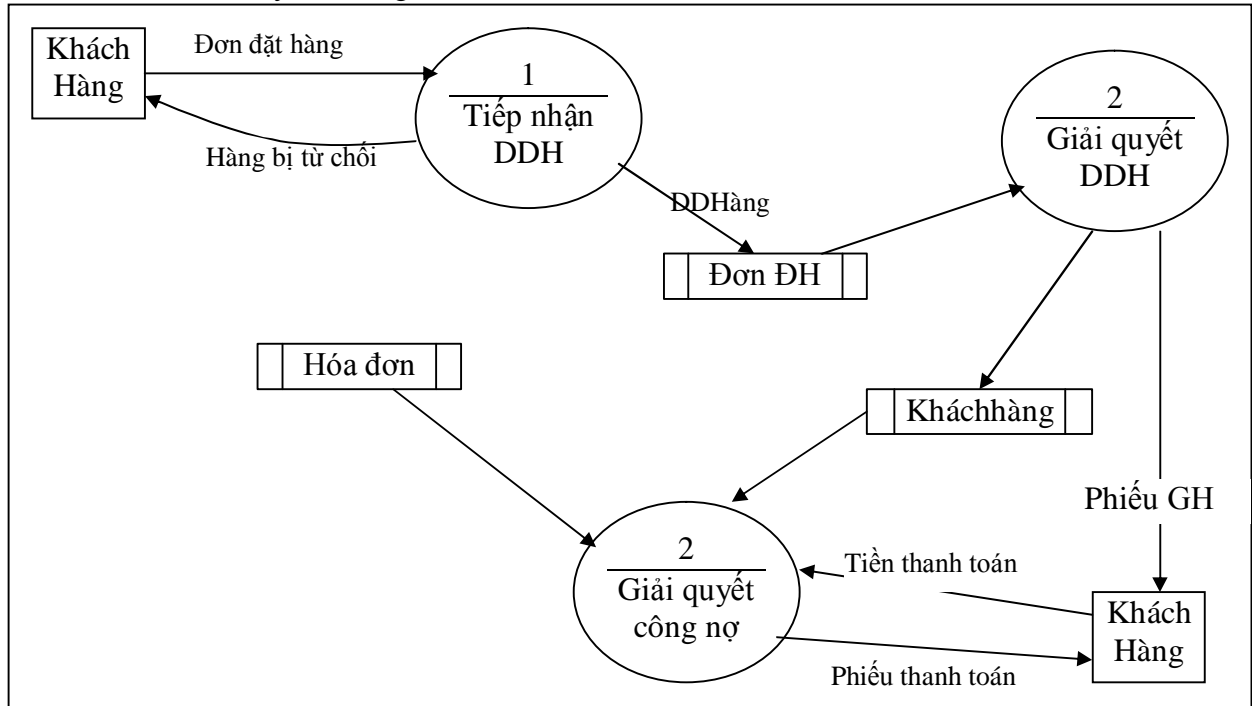 Khách
Hàng
Đơn đặt hàng
Hàng bị từ chối
1
Tiếp nhận
DDH
2
Giải quyết
DDH
DDHàng
Đơn ĐH
Hóa đơn
Kháchhàng
Phiếu GH
2
Giải quyết
công nợ
Tiền thanh toán
Khách
Hàng
Phiếu thanh toán